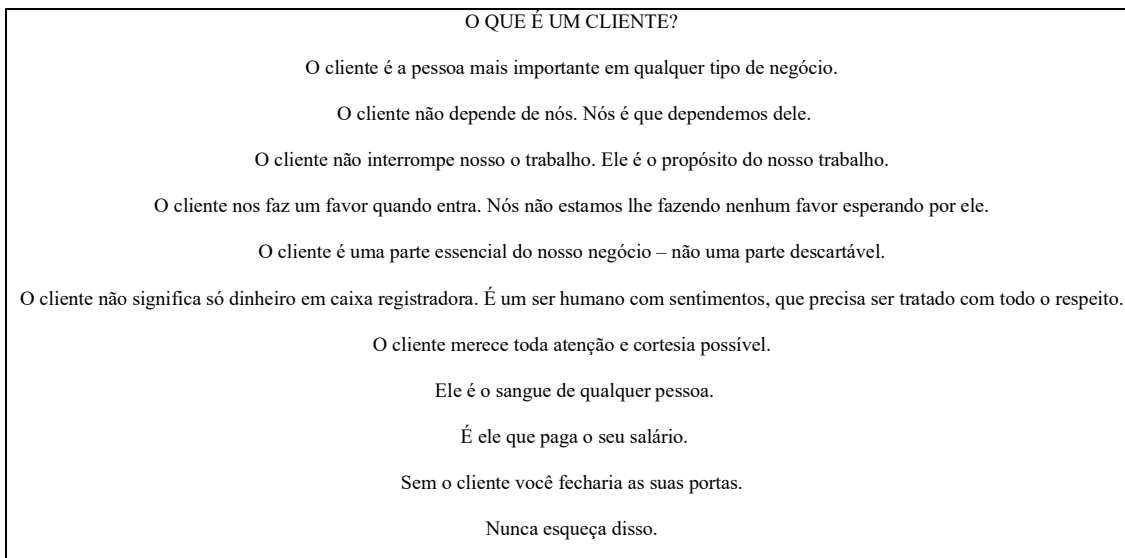 O QUE É UM CLIENTE?
O cliente é a pessoa mais importante em qualquer tipo de negócio.
O cliente não depende de nós. Nós é que dependemos dele.
O cliente não interrompe nosso o trabalho. Ele é o propósito do nosso trabalho.
O cliente nos faz um favor quando entra. Nós não estamos lhe fazendo nenhum favor esperando por ele.
O cliente é uma parte essencial do nosso negócio – não uma parte descartável.
O cliente não significa só dinheiro em caixa registradora. É um ser humano com sentimentos, que precisa ser tratado com todo o respeito.
O cliente merece toda atenção e cortesia possível.
Ele é o sangue de qualquer pessoa.
É ele que paga o seu salário.
Sem o cliente você fecharia as suas portas.
Nunca esqueça disso.